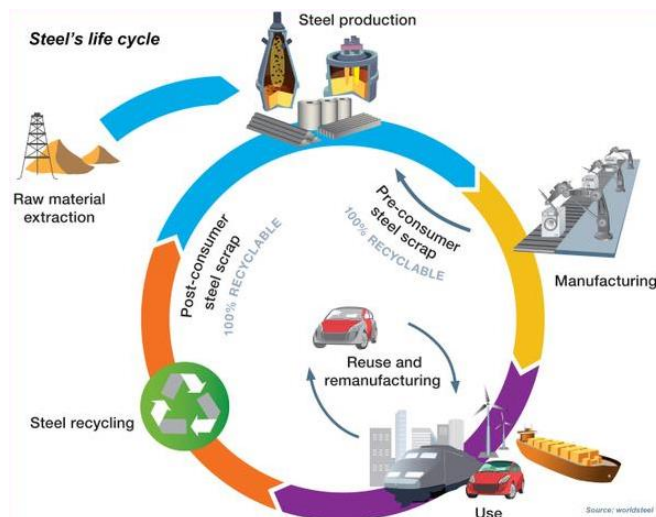 Steel's life cycle
Steel production
Raw material
extraction
Pre-consumer
steel scrap
100% RECYCLABLE
Post-consumer
steel scrap
100% RECYCLABLE
Manufacturing
Reuse and
remanufacturing
Steel recycling
Use
Source: worldsteel